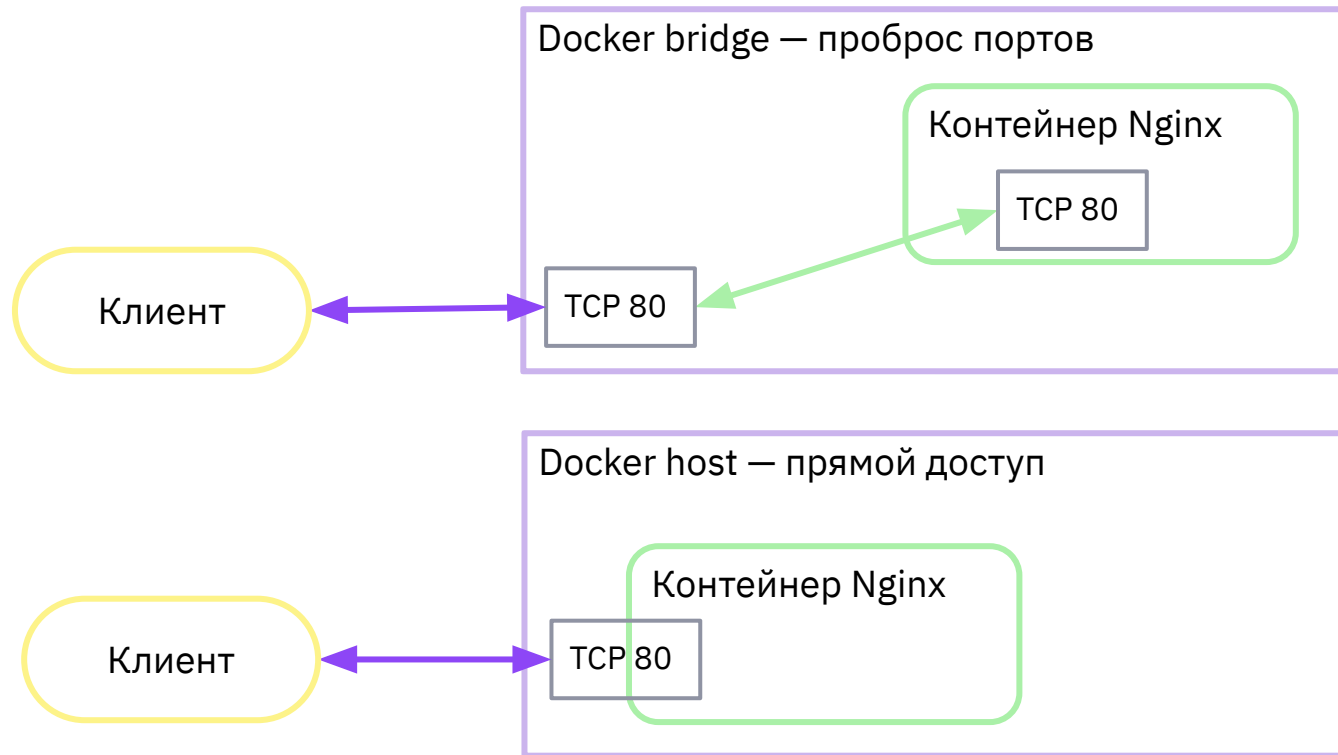 Docker bridge — проброс портов
Контейнер Nginx
TCP 80
TCP 80
Клиент
Docker host — прямой доступ
Контейнер Nginx
TCP 80
Клиент